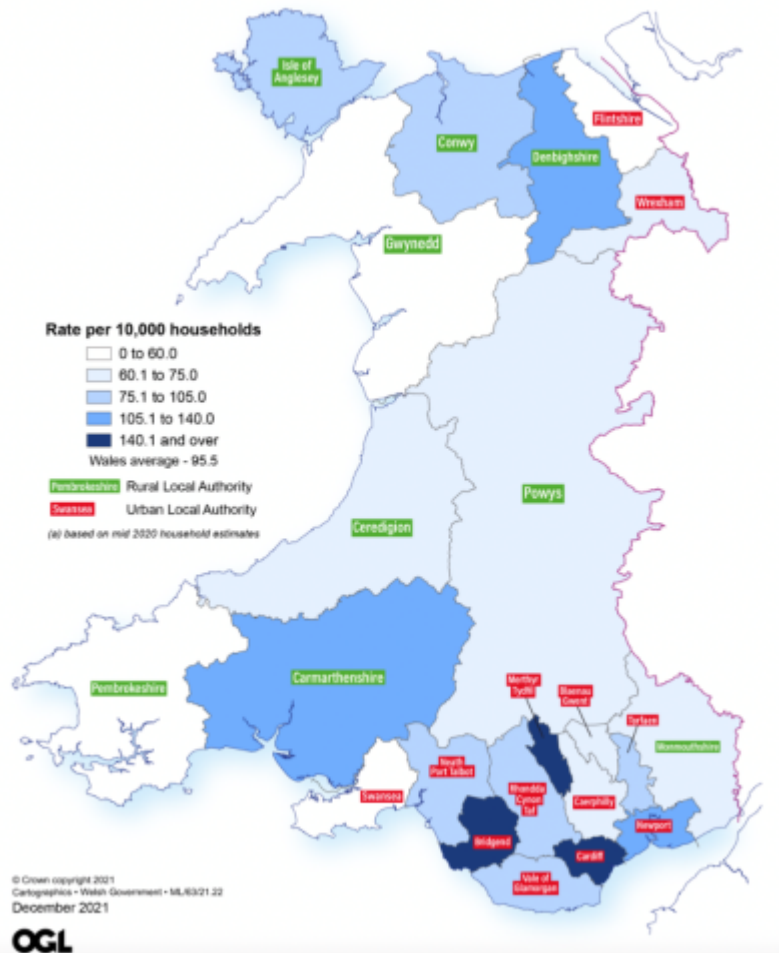 Isle of
Anglesey
Conwy
Denbighshire
Flintshire
Wrexham
Gwynedd
Rate per 10,000 households
0 to 60.0
60.1 to 75.0
75.1 to 105.0
105.1 to 140.0
140.1 and over
Wales average - 95.5
Pembrokeshire Rural Local Authority
Swansea Urban Local Authority
(a) based on mid 2020 household estimates
Powys
Ceredigion
Carmarthenshire
Pembrokeshire
Merthyr
Tydfil
Blaenau
Gwent
Torfaen
Monmouthshire
Neath
Port Talbot
Rhondda
Cynon
Taf
Swansea
Caerphilly
Newport
Bridgend
Cardiff
Vale of
Glamorgan
© Crown copyright 2021
Cartographics • Welsh Government • ML/63/21.22
December 2021
OGL